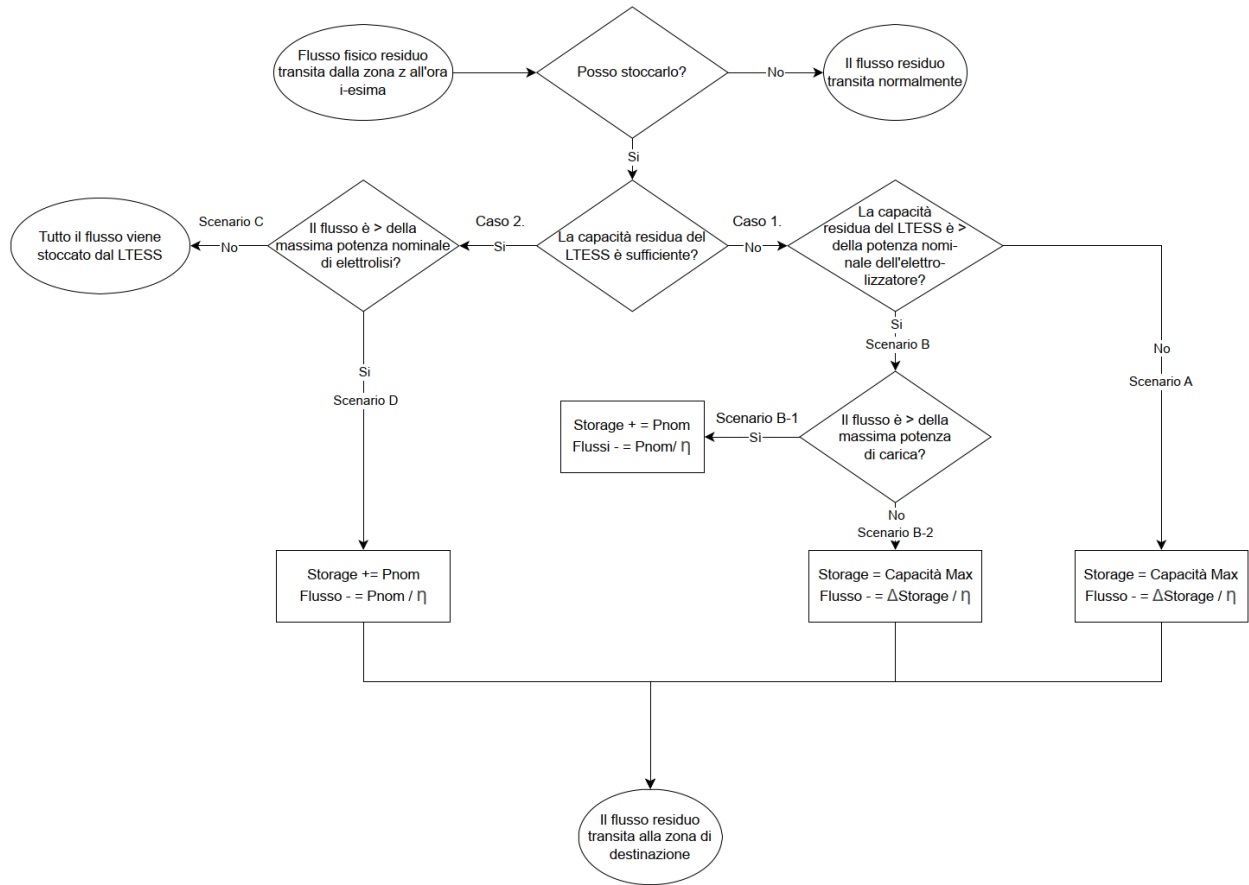 Flusso fisico residuo
transita dalla zona z all'ora
i-esima
Posso stoccarlo?
No
Il flusso residuo
transita normalmente
Si
Tutto il flusso viene
stoccato dal LTESS
Scenario C
No
Il flusso è > della
massima potenza nominale
di elettrolisi?
Caso 2.
Si
La capacità residua del
LTESS è sufficiente?
Caso 1.
No
La capacità
residua del LTESS è >
della potenza nomi-
nale dell'elettro-
lizzatore?
Si
Scenario B
No
Scenario A
Si
Scenario D
Storage + = Pnom
Flussi - = Pnom/ η
Scenario B-1
Sì
Il flusso è > della
massima potenza
di carica?
No
Scenario B-2
Storage += Pnom
Flusso - = Pnom / η
Storage = Capacità Max
Flusso - = ΔStorage / η
Storage = Capacità Max
Flusso - = ΔStorage / η
Il flusso residuo
transita alla zona di
destinazione